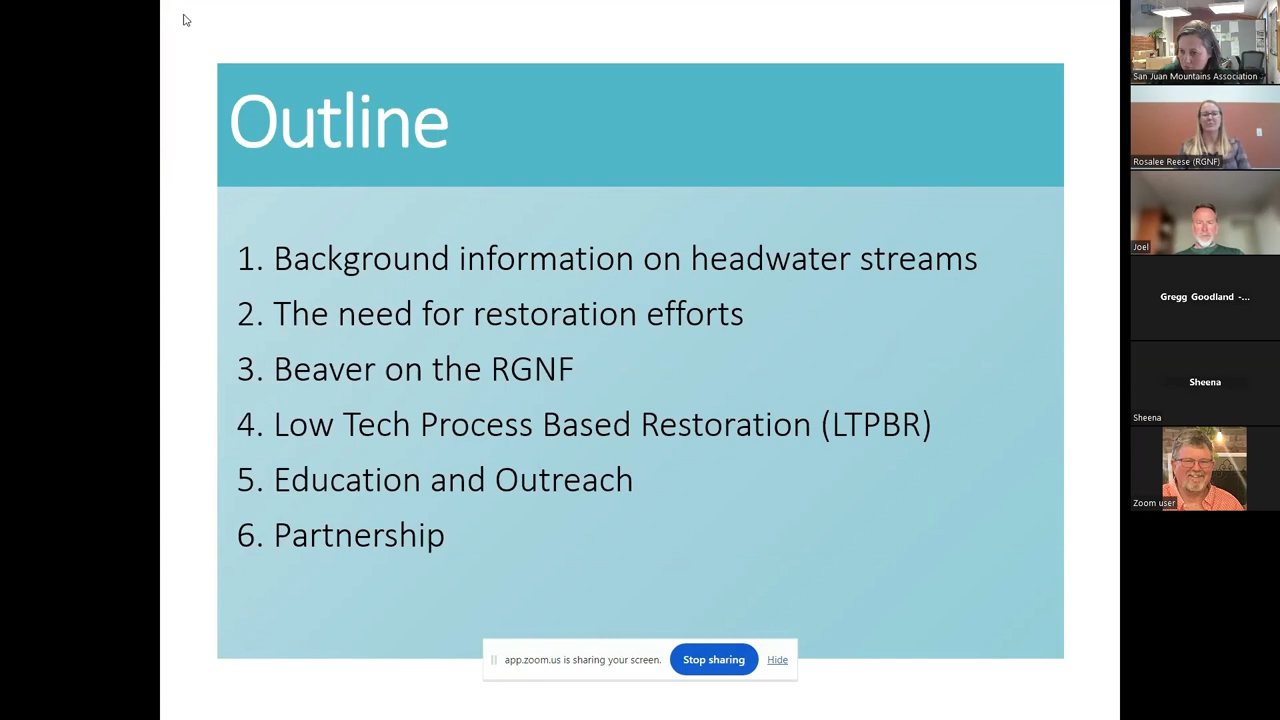 Outline
1. Background information on headwater streams
2. The need for restoration efforts
3. Beaver on the RGNF
4. Low Tech Process Based Restoration (LTPBR)
5. Education and Outreach
6. Partnership
app.zoom.us is sharing your screen. Stop sharing Hide
San Juan Mountains Association
Rosalee Reese (RGNF)
Joel
Gregg Goodland -...
Sheena
Sheena
Zoom user